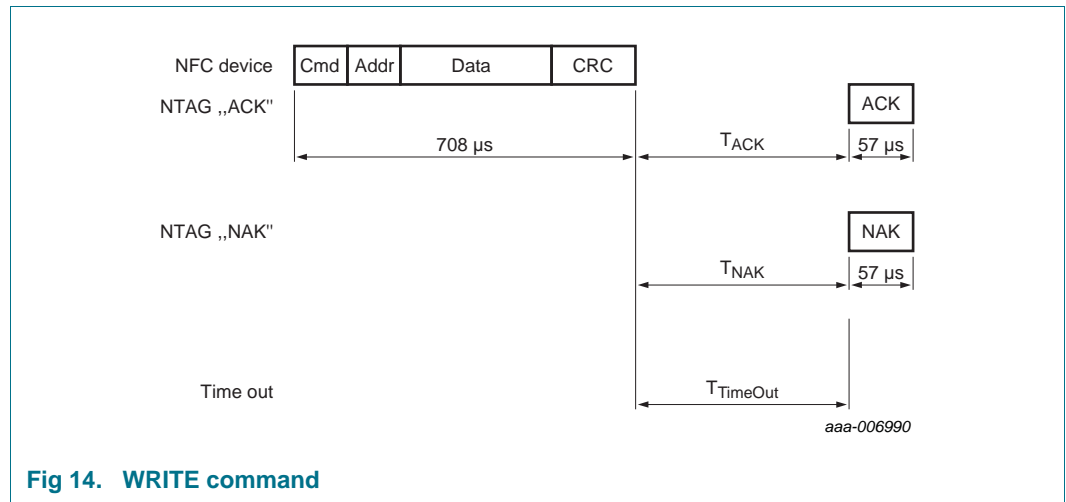 NFC device Cmd Addr Data CRC
NTAG ,,ACK" ACK
708 µs TACK 57 µs
NTAG ,,NAK" NAK
TNAK 57 µs
Time out TTimeOut
aaa-006990
Fig 14. WRITE command